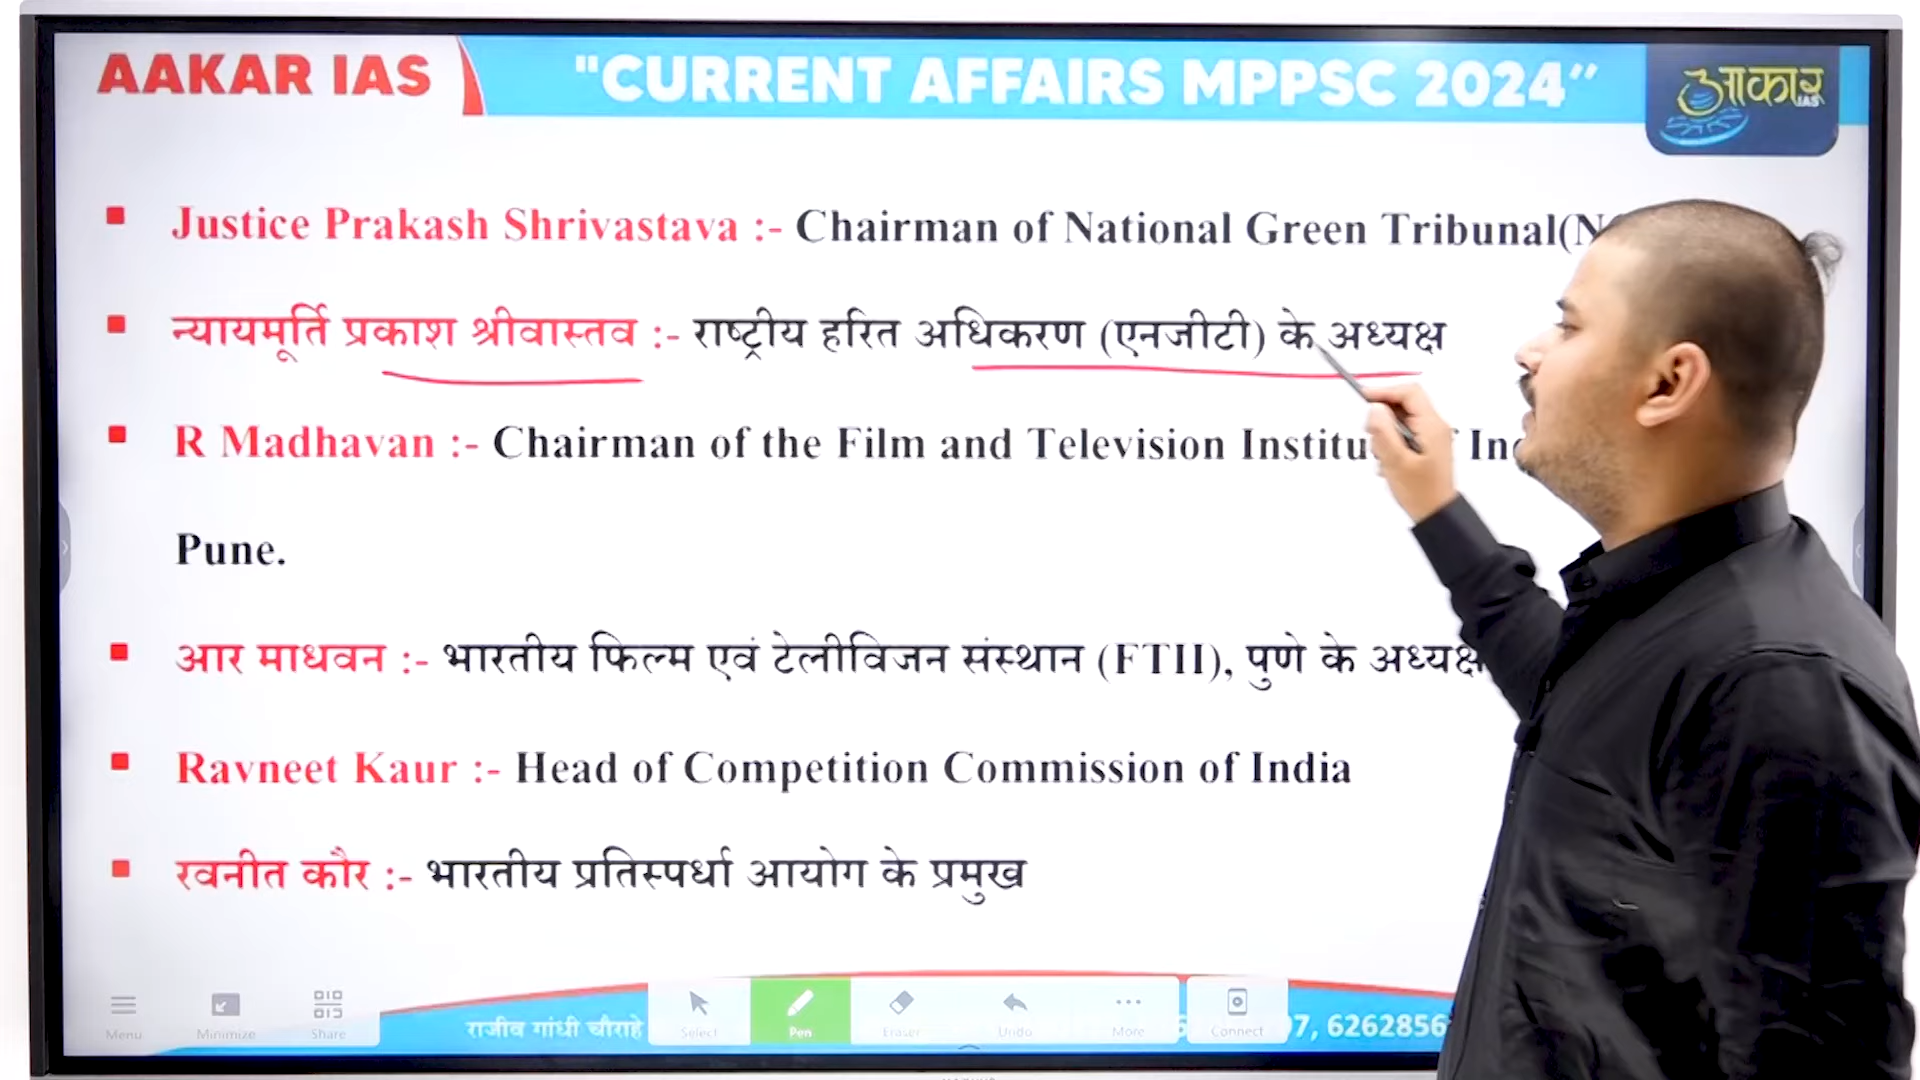 AAKAR IAS
"CURRENT AFFAIRS MPPSC 2024"
आकार
IAS
Justice Prakash Shrivastava :- Chairman of National Green Tribunal(N
न्यायमूर्ति प्रकाश श्रीवास्तव :- राष्ट्रीय हरित अधिकरण (एनजीटी) के अध्यक्ष
R Madhavan :- Chairman of the Film and Television Institu
Pune.
आर माधवन :- भारतीय फिल्म एवं टेलीविजन संस्थान (FTII), पुणे के अध्यक्ष
Ravneet Kaur :- Head of Competition Commission of India
रवनीत कौर :- भारतीय प्रतिस्पर्धा आयोग के प्रमुख
Menu Minimize Share Select Pen Eraser Undo More Connect
राजीव गांधी चौराहे 97, 6262856